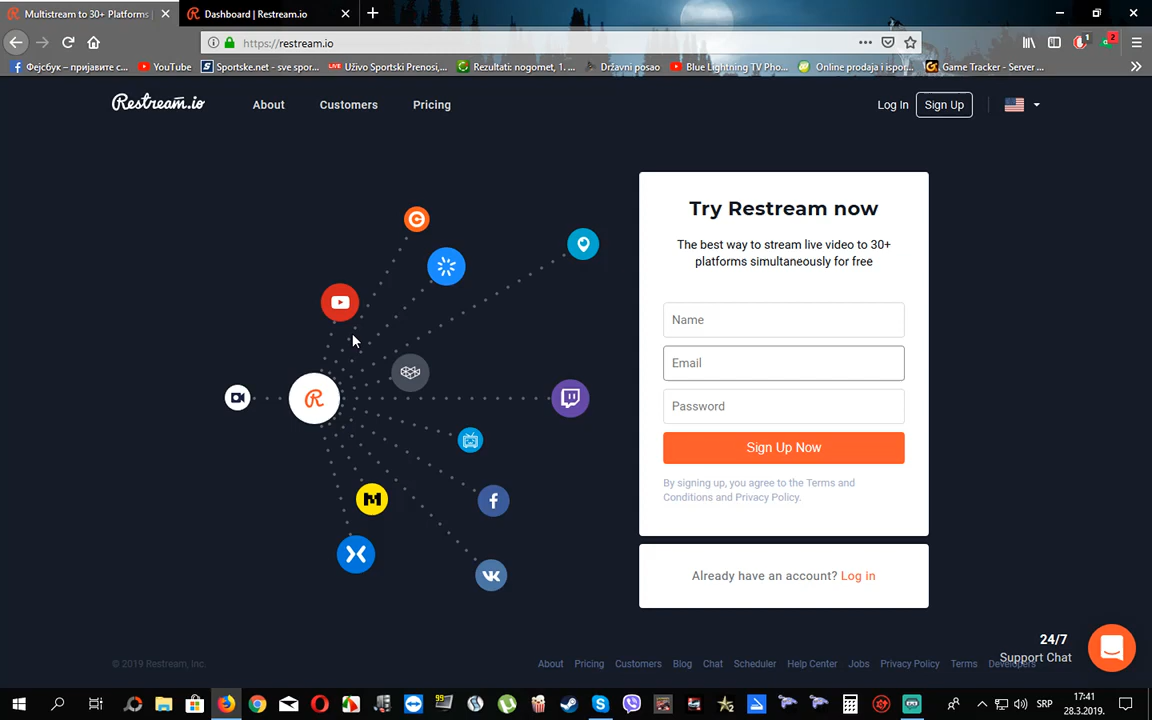 Multistream to 30+ Platforms
Dashboard | Restream.io
https://restream.io
1
2
Фејсбук – пријавите с...
YouTube
Sportske.net - sve spor...
Uživo Sportski Prenosi,...
Rezultati: nogomet, 1. ...
Državni posao
Blue Lightning TV Pho...
Online prodaja i ispor...
Game Tracker - Server ...
Restream.io
About
Customers
Pricing
Log In
Sign Up
Try Restream now
The best way to stream live video to 30+
platforms simultaneously for free
Name
Email
Password
Sign Up Now
By signing up, you agree to the Terms and
Conditions and Privacy Policy.
Already have an account? Log in
24/7
Support Chat
© 2019 Restream, Inc.
About
Pricing
Customers
Blog
Chat
Scheduler
Help Center
Jobs
Privacy Policy
Terms
Developers
99
SRP
17:41
28.3.2019.